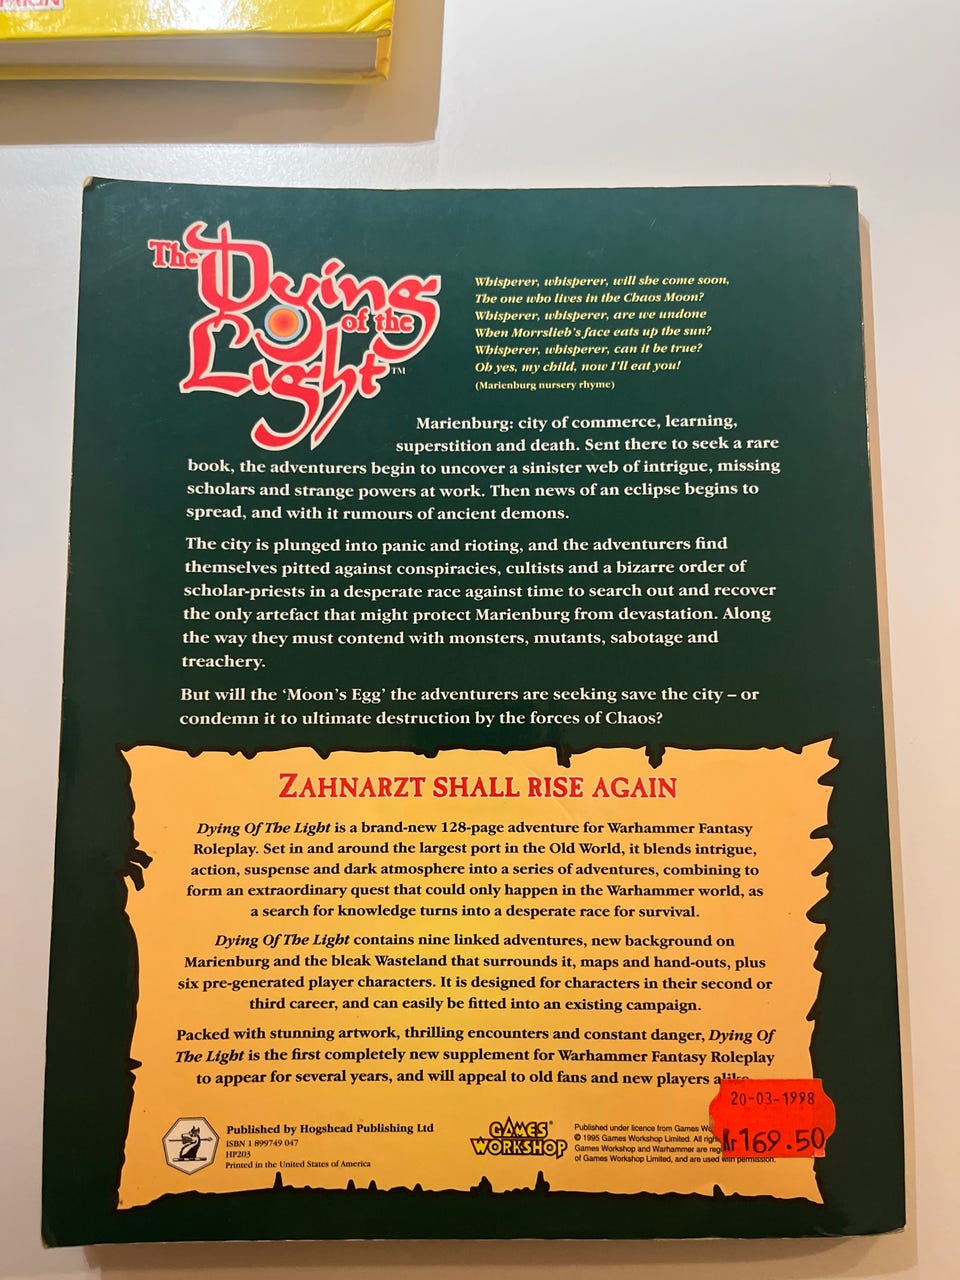 The Dying of the Light™
Whisperer, whisperer, will she come soon,
The one who lives in the Chaos Moon?
Whisperer, whisperer, are we undone
When Morrslieb's face eats up the sun?
Whisperer, whisperer, can it be true?
Oh yes, my child, now I'll eat you!
(Marienburg nursery rhyme)
Marienburg: city of commerce, learning,
superstition and death. Sent there to seek a rare
book, the adventurers begin to uncover a sinister web of intrigue, missing
scholars and strange powers at work. Then news of an eclipse begins to
spread, and with it rumours of ancient demons.
The city is plunged into panic and rioting, and the adventurers find
themselves pitted against conspiracies, cultists and a bizarre order of
scholar-priests in a desperate race against time to search out and recover
the only artefact that might protect Marienburg from devastation. Along
the way they must contend with monsters, mutants, sabotage and
treachery.
But will the 'Moon's Egg' the adventurers are seeking save the city – or
condemn it to ultimate destruction by the forces of Chaos?
ZAHNARZT SHALL RISE AGAIN
Dying Of The Light is a brand-new 128-page adventure for Warhammer Fantasy
Roleplay. Set in and around the largest port in the Old World, it blends intrigue,
action, suspense and dark atmosphere into a series of adventures, combining to
form an extraordinary quest that could only happen in the Warhammer world, as
a search for knowledge turns into a desperate race for survival.
Dying Of The Light contains nine linked adventures, new background on
Marienburg and the bleak Wasteland that surrounds it, maps and hand-outs, plus
six pre-generated player characters. It is designed for characters in their second or
third career, and can easily be fitted into an existing campaign.
Packed with stunning artwork, thrilling encounters and constant danger, Dying Of
The Light is the first completely new supplement for Warhammer Fantasy Roleplay
to appear for several years, and will appeal to old fans and new players alike.
Published by Hogshead Publishing Ltd
ISBN 1 899749 047
HP203
Printed in the United States of America
GAMES WORKSHOP
Published under licence from Games
© 1995 Games Workshop Limited. All
Games Workshop and Warhammer are
of Games Workshop Limited, and are used with permission.
20-03-1998
Kr 169.50